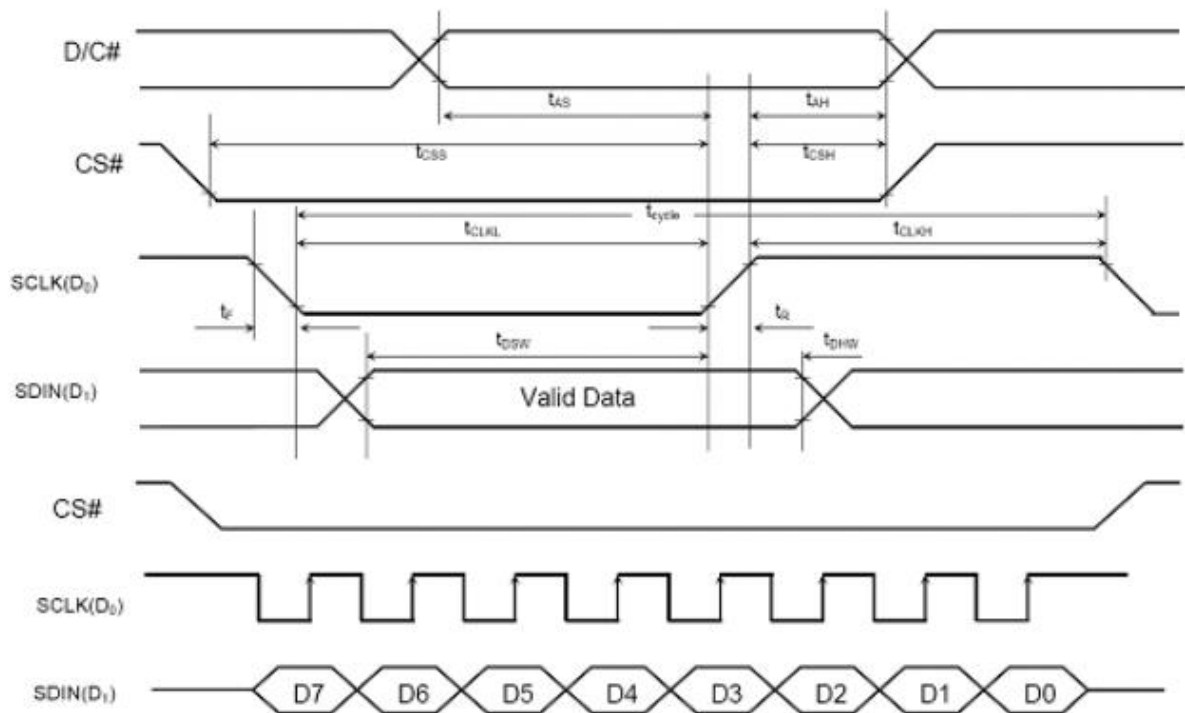 D/C#
tAS
tAH
CS#
tCSS
tCSH
tcycle
tCLKL
tCLKH
SCLK(D₀)
tF
tR
tDSW
tDHW
SDIN(D₁)
Valid Data
CS#
SCLK(D₀)
SDIN(D₁)
D7 D6 D5 D4 D3 D2 D1 D0